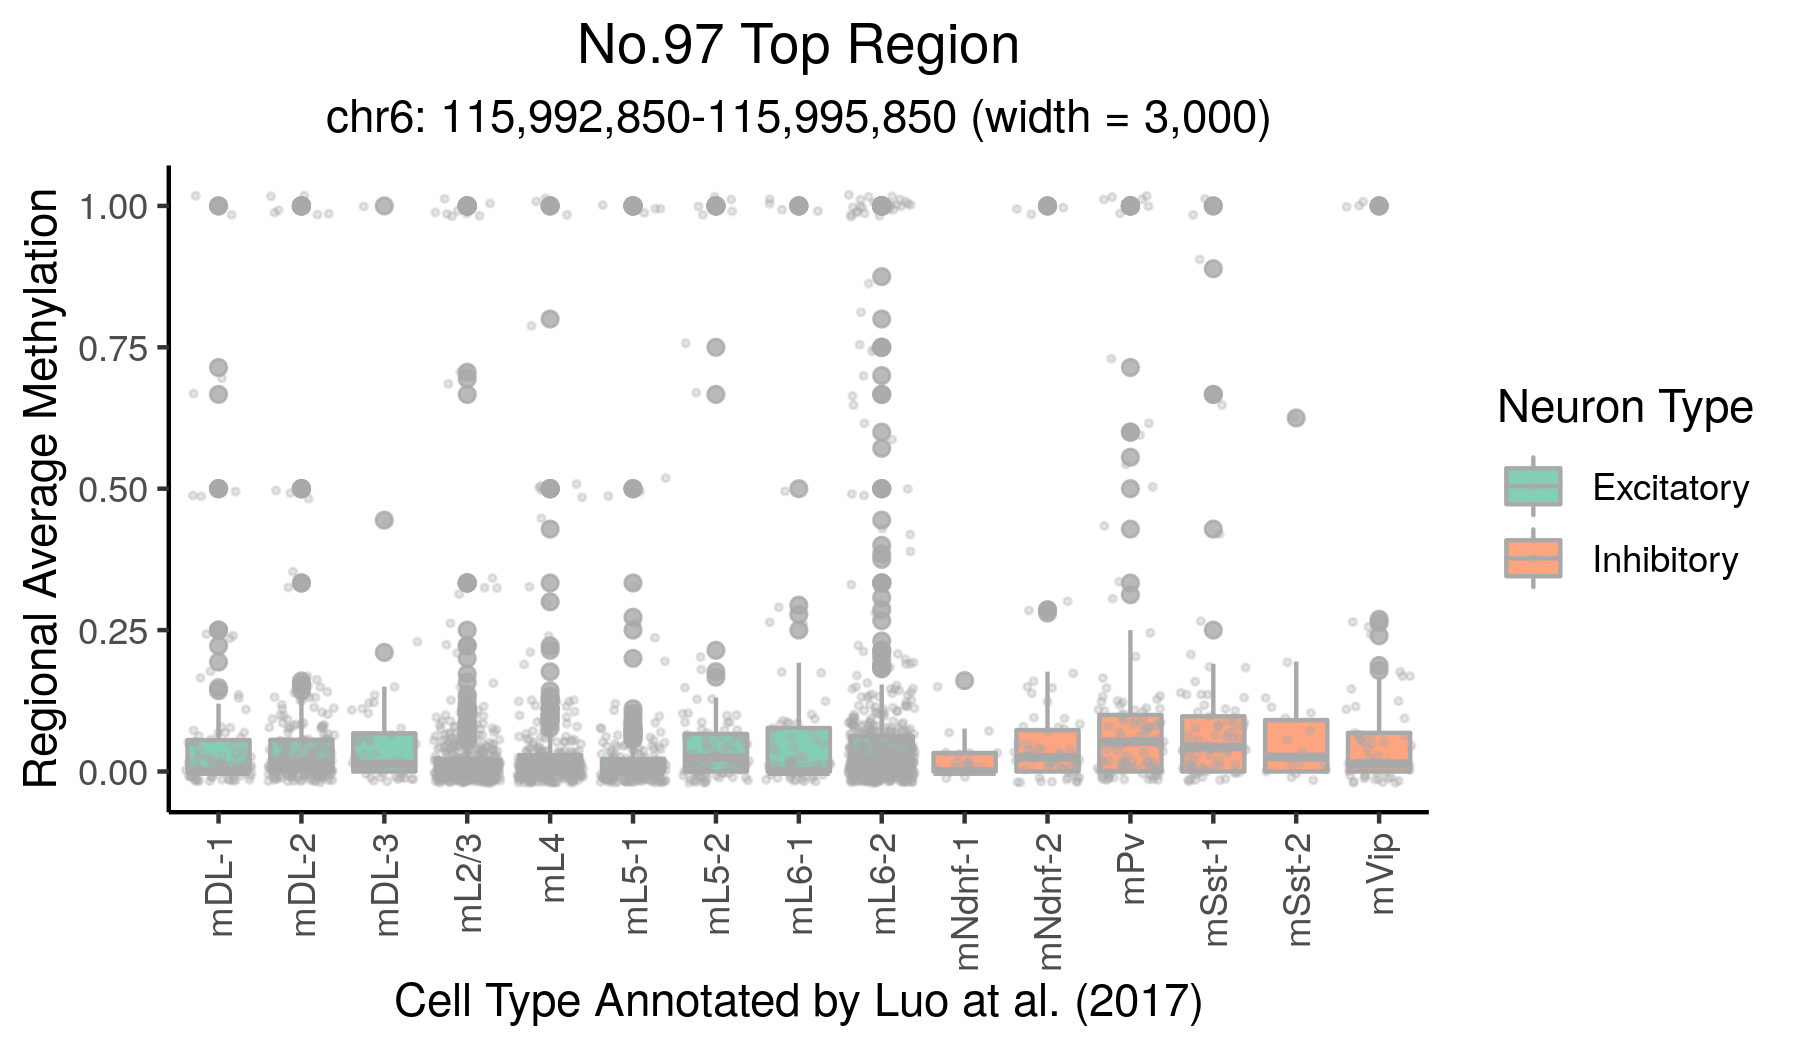 No.97 Top Region
chr6: 115,992,850-115,995,850 (width = 3,000)
Regional Average Methylation
1.00
0.75
0.50
0.25
0.00
mDL-1
mDL-2
mDL-3
mL2/3
mL4
mL5-1
mL5-2
mL6-1
mL6-2
mNdnf-1
mNdnf-2
mPv
mSst-1
mSst-2
mVip
Cell Type Annotated by Luo at al. (2017)
Neuron Type
Excitatory
Inhibitory